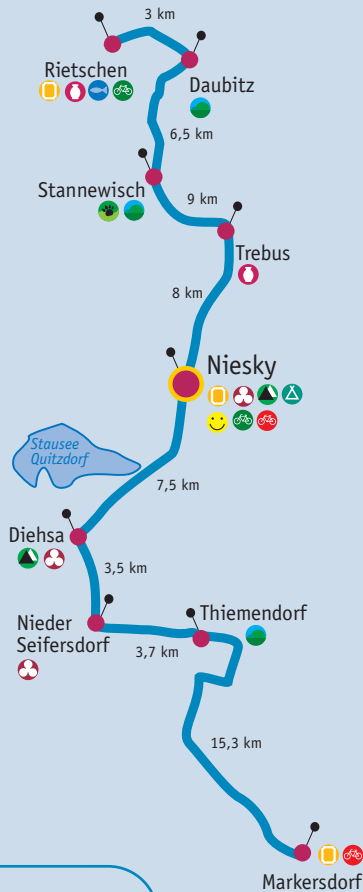 3 km
Rietschen
Daubitz
6,5 km
Stannewisch
9 km
Trebus
8 km
Niesky
Stausee
Quitzdorf
7,5 km
Diehsa
3,5 km
Nieder
Seifersdorf
Thiemendorf
3,7 km
15,3 km
Markersdorf